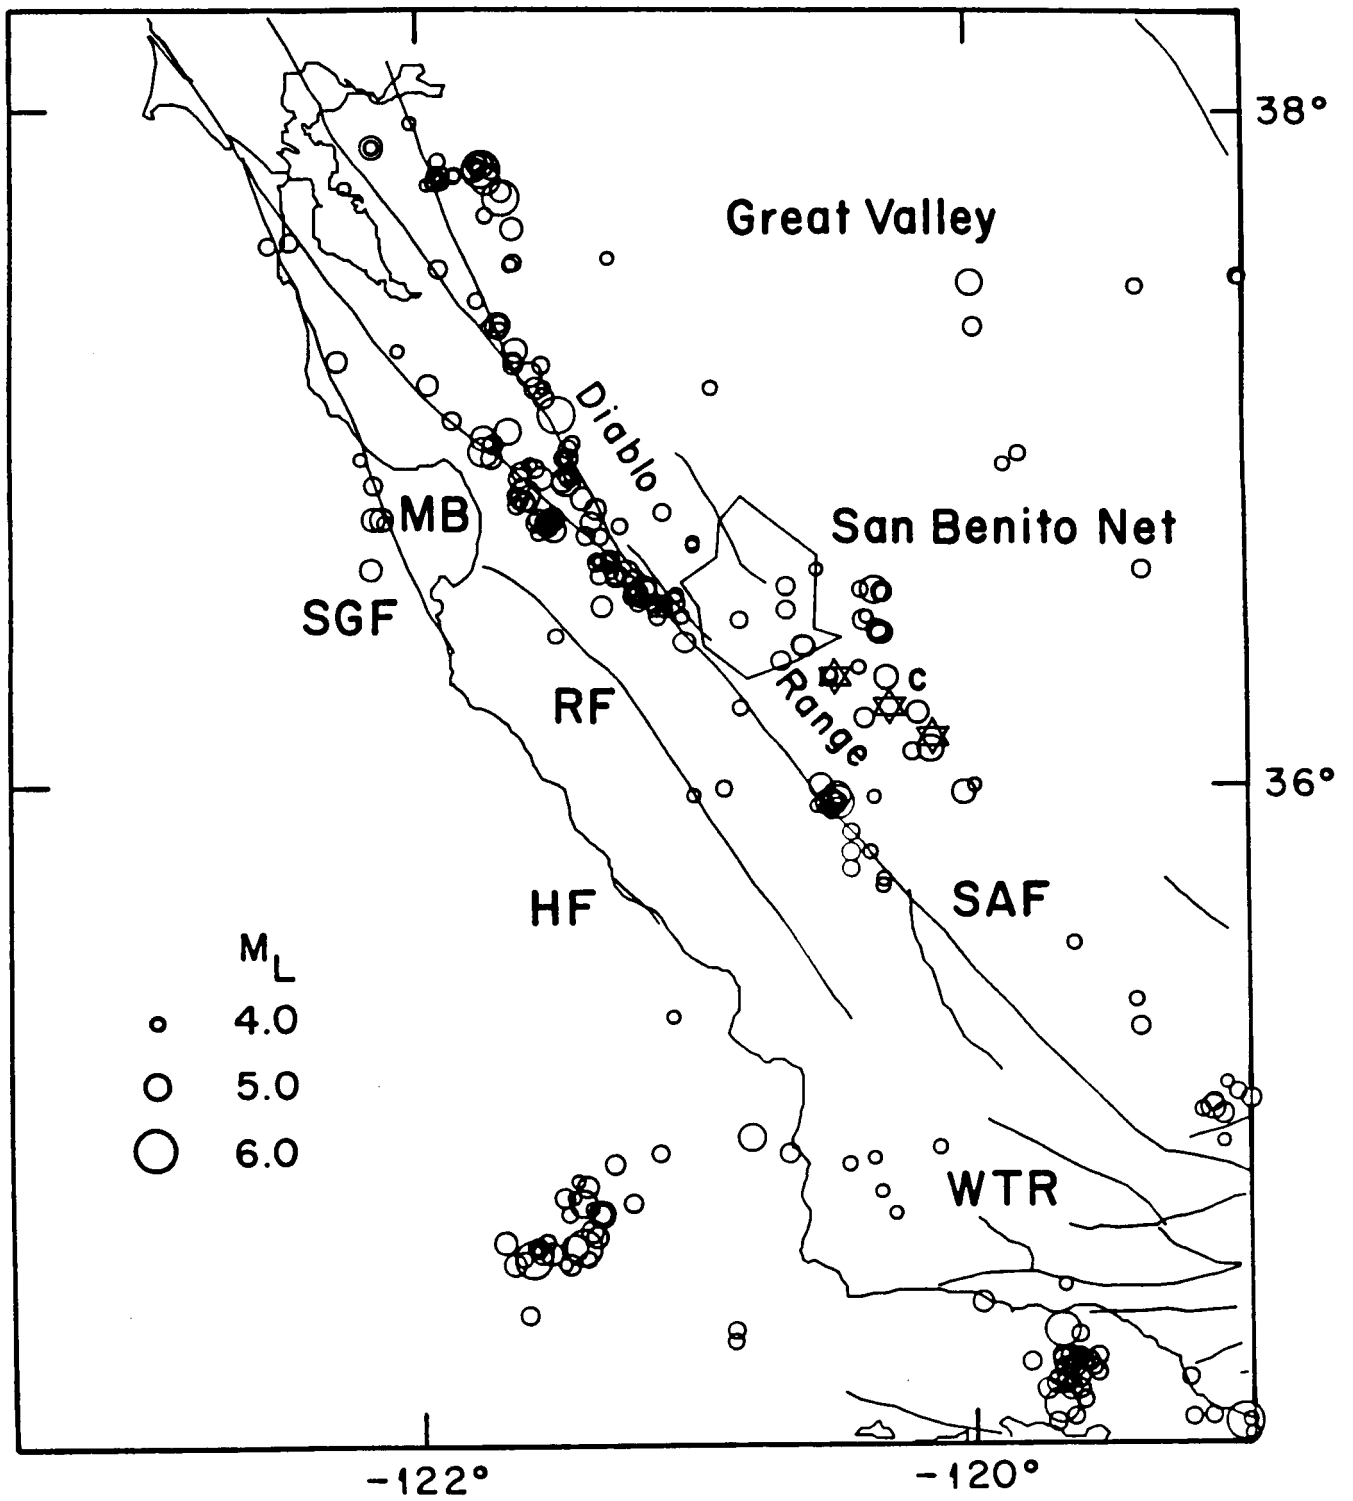 38°
Great Valley
Diablo
San Benito Net
MB
SGF
C
RF
Range
36°
HF
SAF
ML
4.0
5.0
6.0
WTR
-122°
-120°